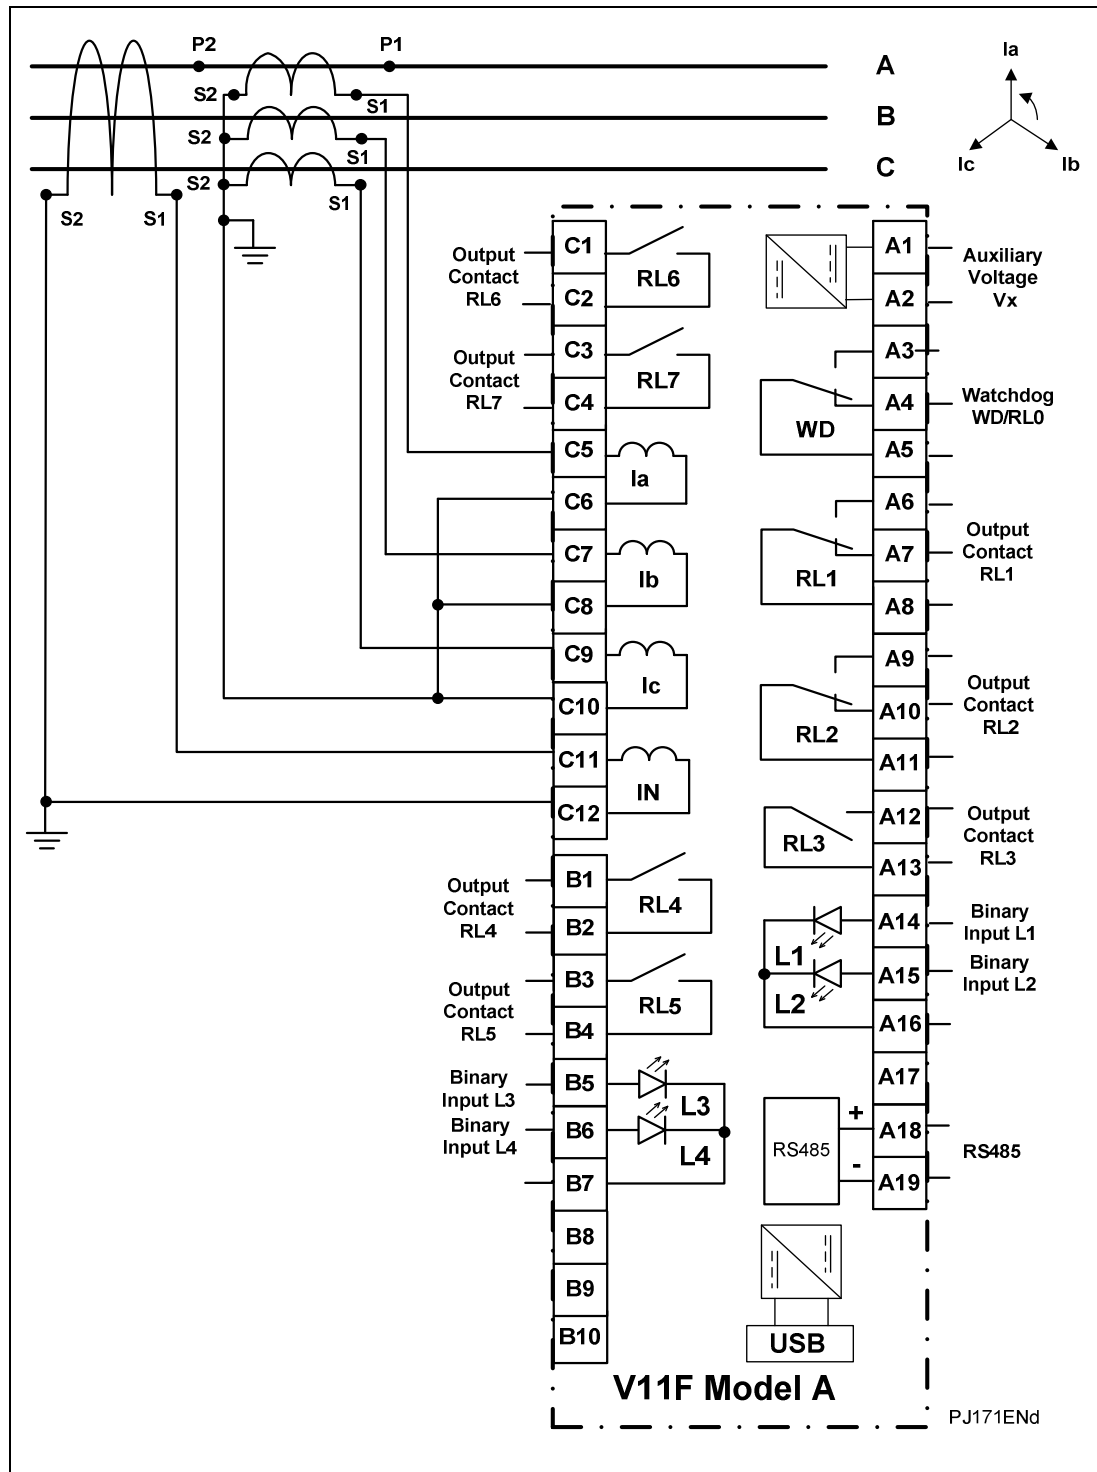 P2
P1
A
Ia
S2
S1
B
S2
S1
Ic
Ib
C
S2
S1
S2
S1
Output
Contact
RL6
C1
C2
RL6
Output
Contact
RL7
C3
C4
RL7
C5
C6
Ia
C7
C8
Ib
C9
C10
Ic
C11
C12
IN
Output
Contact
RL4
B1
B2
RL4
Output
Contact
RL5
B3
B4
RL5
Binary
Input L3
Binary
Input L4
B5
B6
B7
L3
L4
B8
B9
B10
A1
A2
Auxiliary
Voltage
Vx
A3
A4
A5
WD
Watchdog
WD/RL0
A6
A7
A8
RL1
Output
Contact
RL1
A9
A10
A11
RL2
Output
Contact
RL2
A12
A13
RL3
Output
Contact
RL3
A14
A15
A16
L1
L2
Binary
Input L1
Binary
Input L2
A17
A18
A19
RS485
+
-
RS485
USB
V11F Model A
PJ171ENd